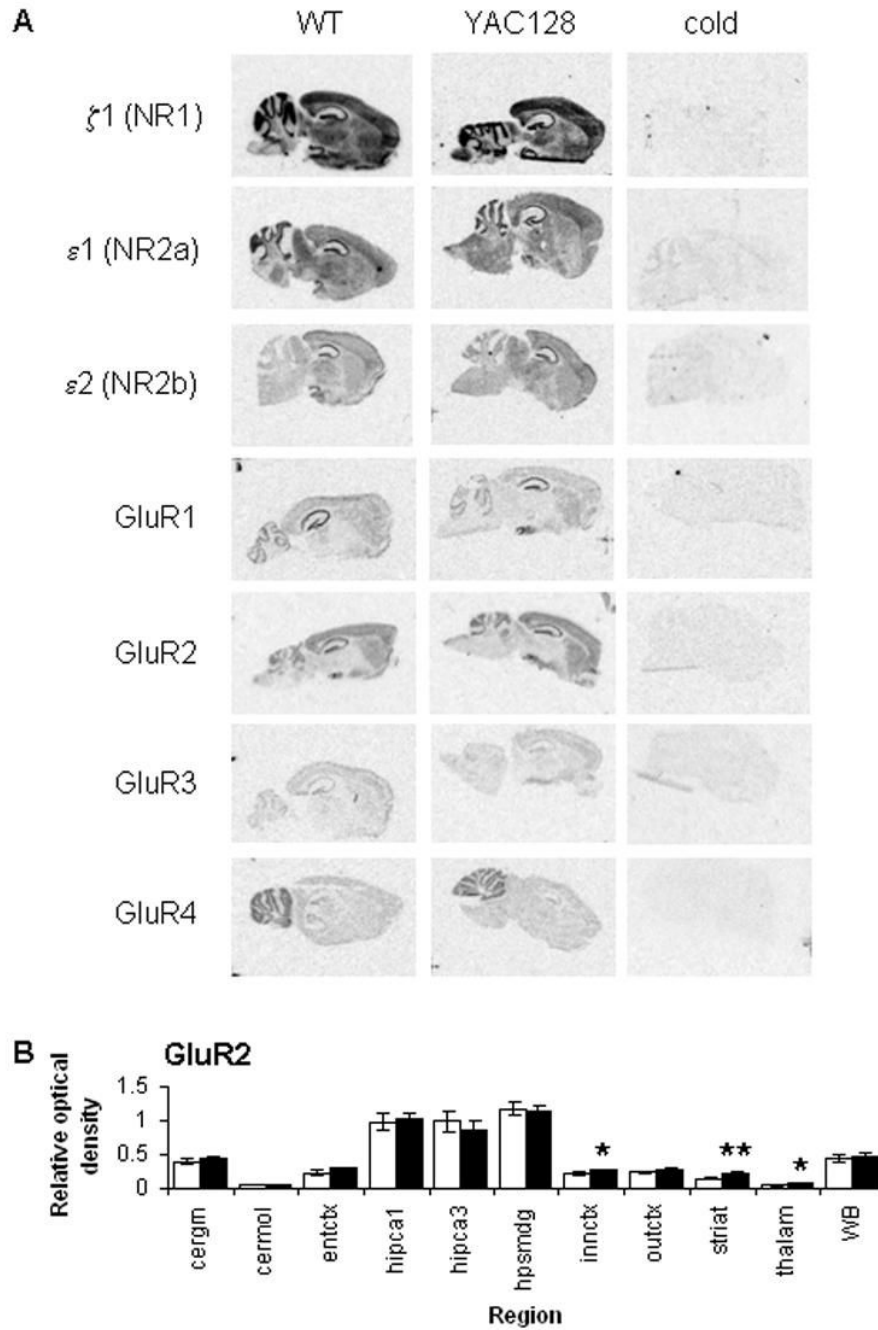 A
WT YAC128 cold
ζ1 (NR1)
ε1 (NR2a)
ε2 (NR2b)
GluR1
GluR2
GluR3
GluR4
B GluR2
Relative optical
density
1.5
1
0.5
0
* ** *
cergm cermol entctx hipca1 hipca3 hpsmdg innctx outctx striat thalam WB
Region